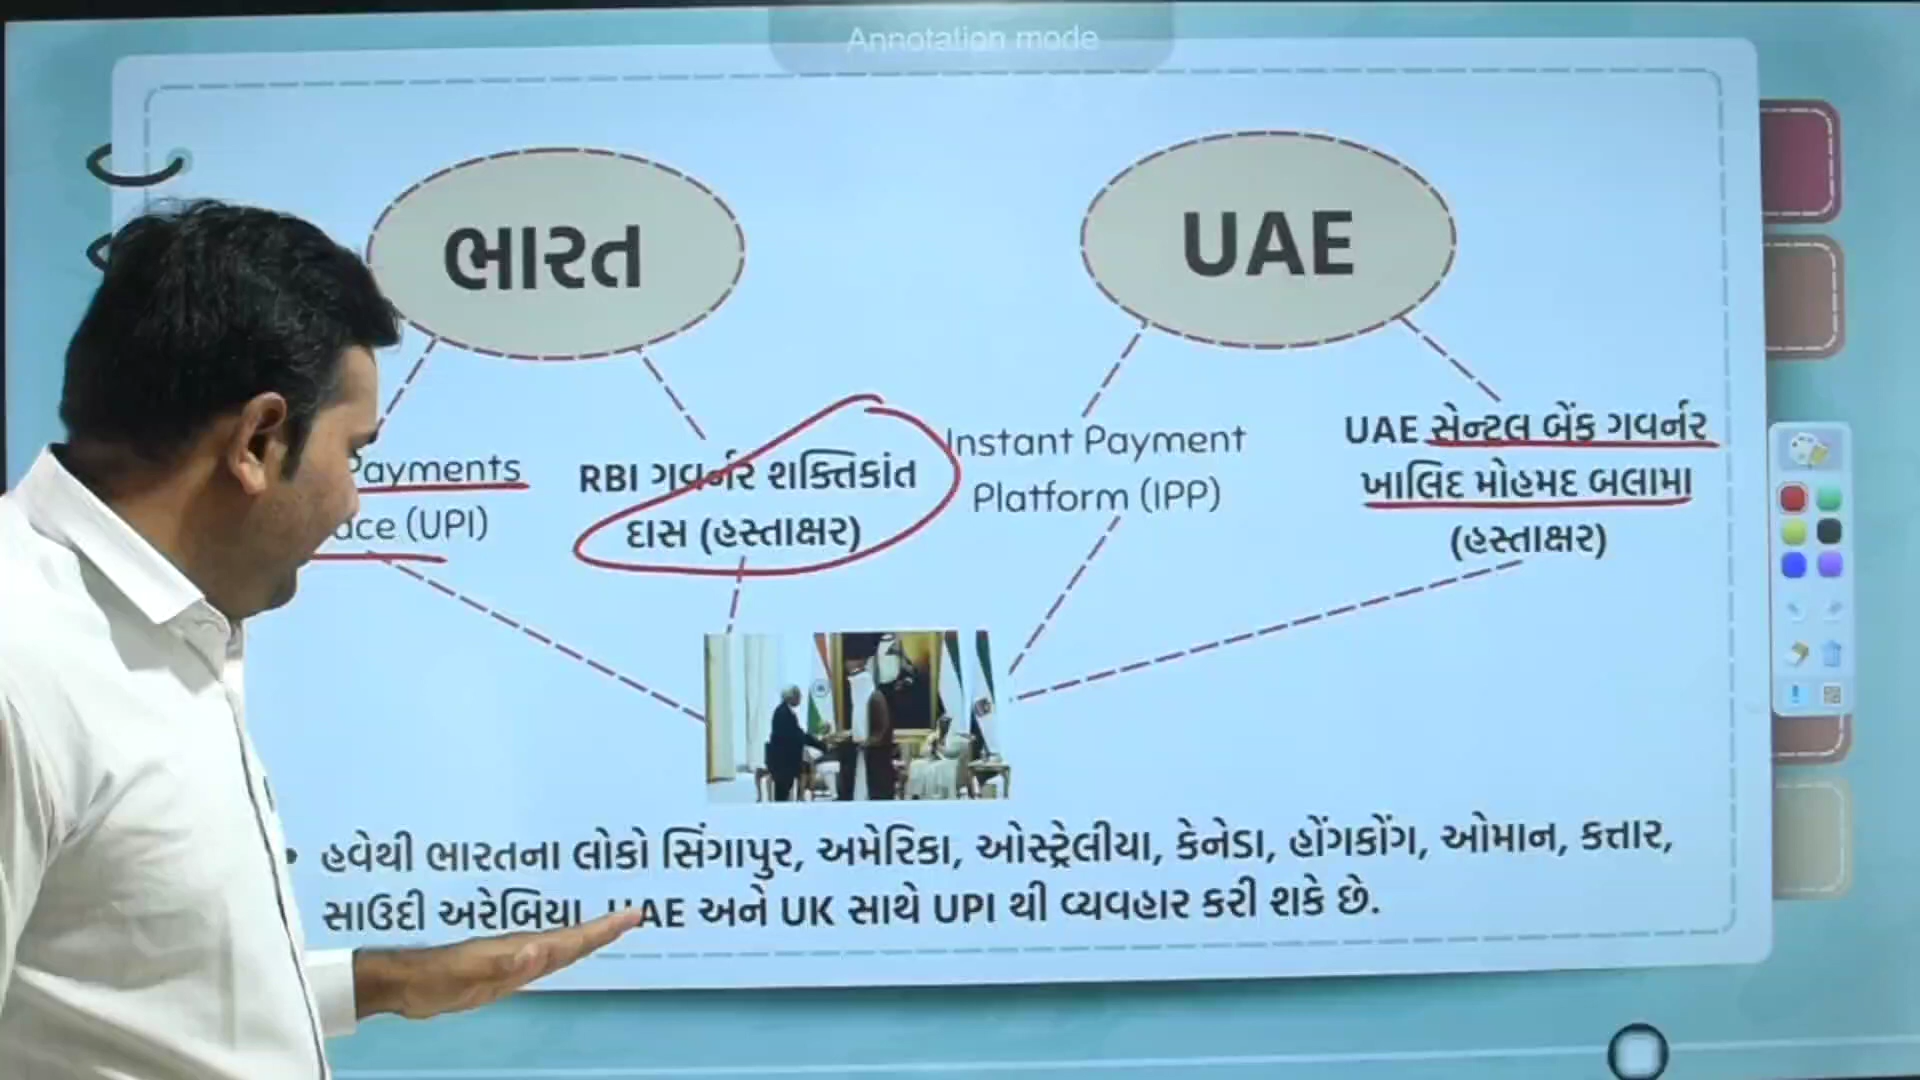 Annotation mode
ભારત
UAE
Payments
ace (UPI)
RBI ગવર્નર શક્તિકાંત
દાસ (હસ્તાક્ષર)
Instant Payment
Platform (IPP)
UAE સેન્ટલ બેંક ગવર્નર
ખાલિદ મોહમદ બલામા
(હસ્તાક્ષર)
• હવેથી ભારતના લોકો સિંગાપુર, અમેરિકા, ઓસ્ટ્રેલીયા, કેનેડા, હોંગકોંગ, ઓમાન, કત્તાર,
સાઉદી અરેબિયા, UAE અને UK સાથે UPI થી વ્યવહાર કરી શકે છે.